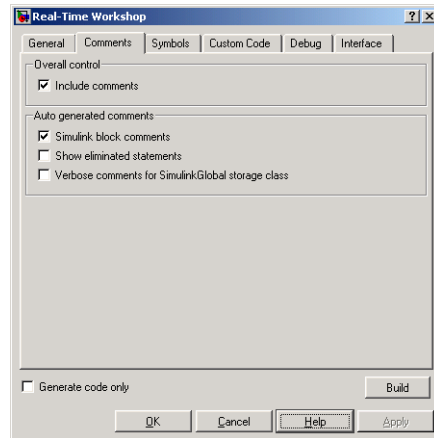 Real-Time Workshop
General Comments Symbols Custom Code Debug Interface
Overall control
Include comments
Auto generated comments
Simulink block comments
Show eliminated statements
Verbose comments for SimulinkGlobal storage class
Generate code only Build
OK Cancel Help Apply